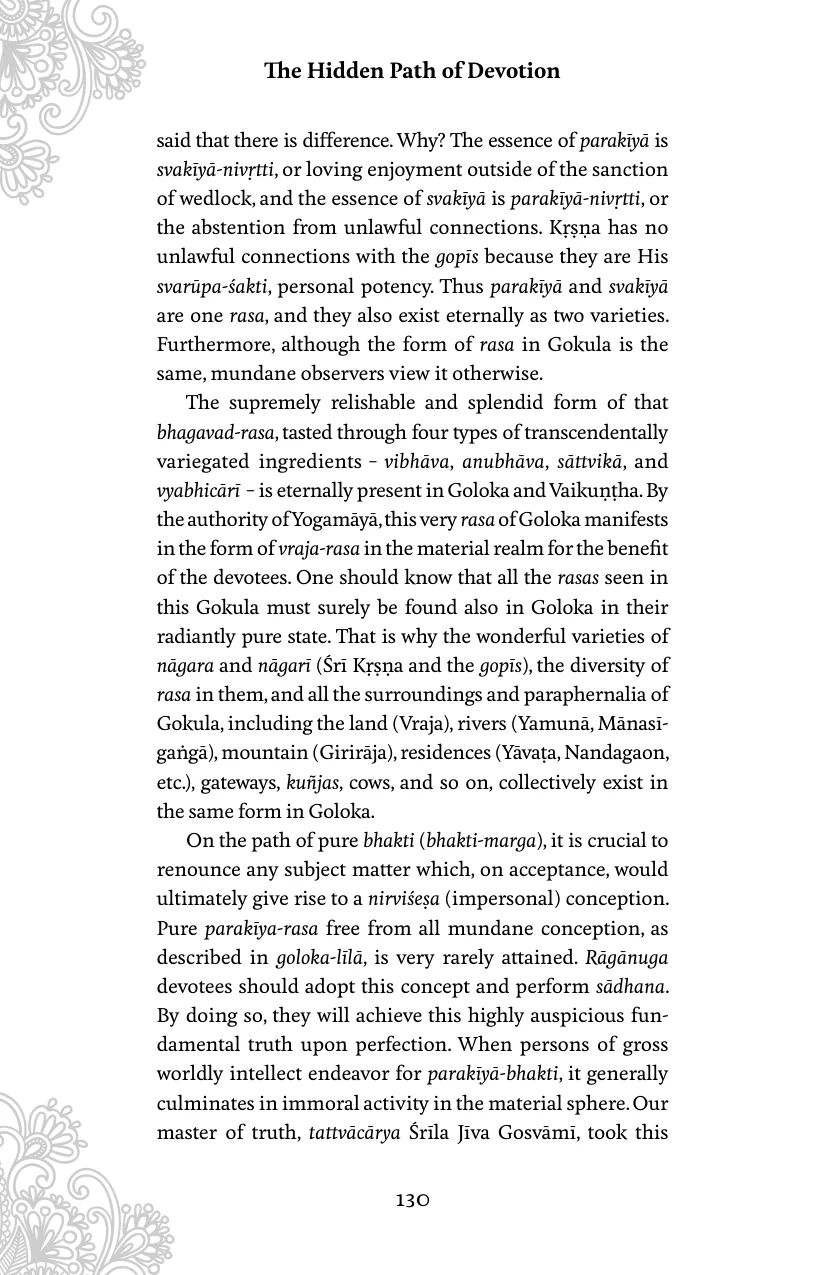 The Hidden Path of Devotion
said that there is difference. Why? The essence of parakīyā is
svakīyā-nivṛtti, or loving enjoyment outside of the sanction
of wedlock, and the essence of svakīyā is parakīyā-nivṛtti, or
the abstention from unlawful connections. Kṛṣṇa has no
unlawful connections with the gopīs because they are His
svarūpa-śakti, personal potency. Thus parakīyā and svakīyā
are one rasa, and they also exist eternally as two varieties.
Furthermore, although the form of rasa in Gokula is the
same, mundane observers view it otherwise.
The supremely relishable and splendid form of that
bhagavad-rasa, tasted through four types of transcendentally
variegated ingredients – vibhāva, anubhāva, sāttvikā, and
vyabhicārī – is eternally present in Goloka and Vaikuṇṭha. By
the authority of Yogamāyā, this very rasa of Goloka manifests
in the form of vraja-rasa in the material realm for the benefit
of the devotees. One should know that all the rasas seen in
this Gokula must surely be found also in Goloka in their
radiantly pure state. That is why the wonderful varieties of
nāgara and nāgarī (Śrī Kṛṣṇa and the gopīs), the diversity of
rasa in them, and all the surroundings and paraphernalia of
Gokula, including the land (Vraja), rivers (Yamunā, Mānasī-
gaṅgā), mountain (Girirāja), residences (Yāvaṭa, Nandagaon,
etc.), gateways, kuñjas, cows, and so on, collectively exist in
the same form in Goloka.
On the path of pure bhakti (bhakti-marga), it is crucial to
renounce any subject matter which, on acceptance, would
ultimately give rise to a nirviśeṣa (impersonal) conception.
Pure parakīya-rasa free from all mundane conception, as
described in goloka-līlā, is very rarely attained. Rāgānuga
devotees should adopt this concept and perform sādhana.
By doing so, they will achieve this highly auspicious fun-
damental truth upon perfection. When persons of gross
worldly intellect endeavor for parakīyā-bhakti, it generally
culminates in immoral activity in the material sphere. Our
master of truth, tattvācārya Śrīla Jīva Gosvāmī, took this
130